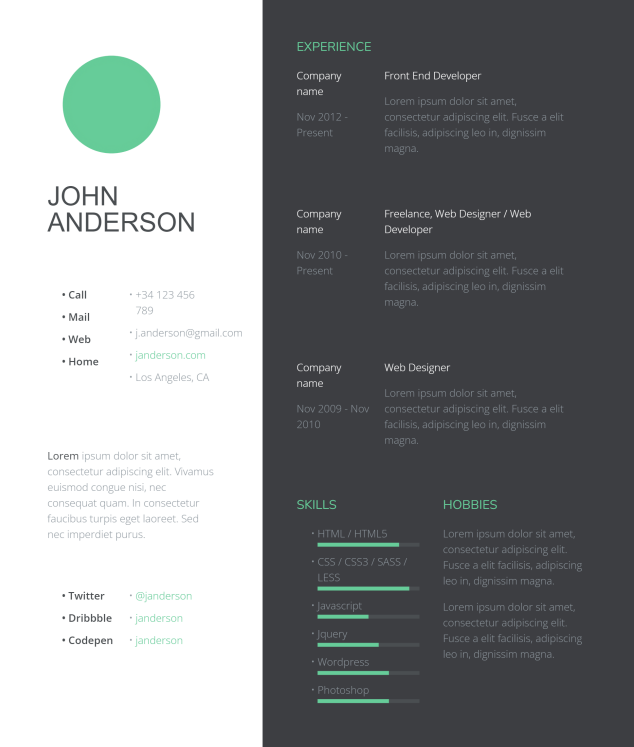 JOHN
ANDERSON
• Call
• Mail
• Web
• Home
• +34 123 456
789
• j.anderson@gmail.com
• janderson.com
• Los Angeles, CA
Lorem ipsum dolor sit amet,
consectetur adipiscing elit. Vivamus
euismod congue nisi, nec
consequat quam. In consectetur
faucibus turpis eget laoreet. Sed
nec imperdiet purus.
• Twitter
• Dribbble
• Codepen
• @janderson
• janderson
• janderson
EXPERIENCE
Company
name
Nov 2012 -
Present
Front End Developer
Lorem ipsum dolor sit amet,
consectetur adipiscing elit. Fusce a elit
facilisis, adipiscing leo in, dignissim
magna.
Company
name
Nov 2010 -
Present
Freelance, Web Designer / Web
Developer
Lorem ipsum dolor sit amet,
consectetur adipiscing elit. Fusce a elit
facilisis, adipiscing leo in, dignissim
magna.
Company
name
Nov 2009 - Nov
2010
Web Designer
Lorem ipsum dolor sit amet,
consectetur adipiscing elit. Fusce a elit
facilisis, adipiscing leo in, dignissim
magna.
SKILLS
• HTML / HTML5
• CSS / CSS3 / SASS /
LESS
• Javascript
• Jquery
• Wordpress
• Photoshop
HOBBIES
Lorem ipsum dolor sit amet,
consectetur adipiscing elit.
Fusce a elit facilisis, adipiscing
leo in, dignissim magna.
Lorem ipsum dolor sit amet,
consectetur adipiscing elit.
Fusce a elit facilisis, adipiscing
leo in, dignissim magna.